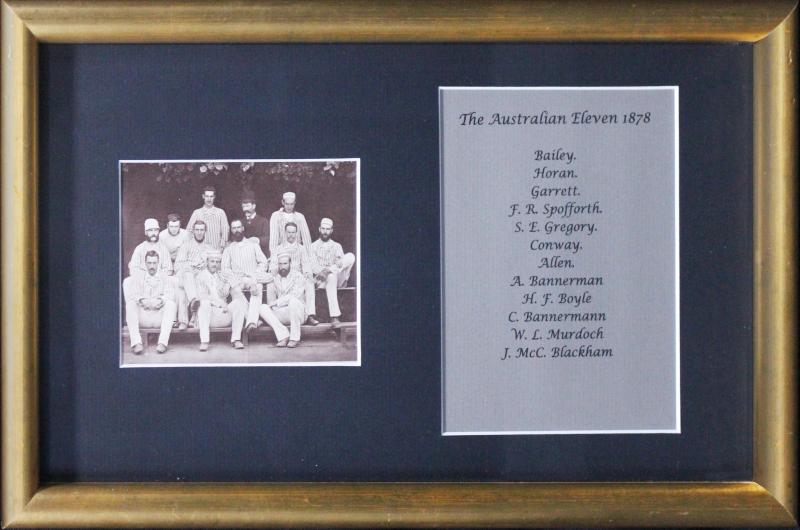 The Australian Eleven 1878
Bailey.
Horan.
Garrett.
F. R. Spofforth.
S. E. Gregory.
Conway.
Allen.
A. Bannerman
H. F. Boyle
C. Bannermann
W. L. Murdoch
J. McC. Blackham